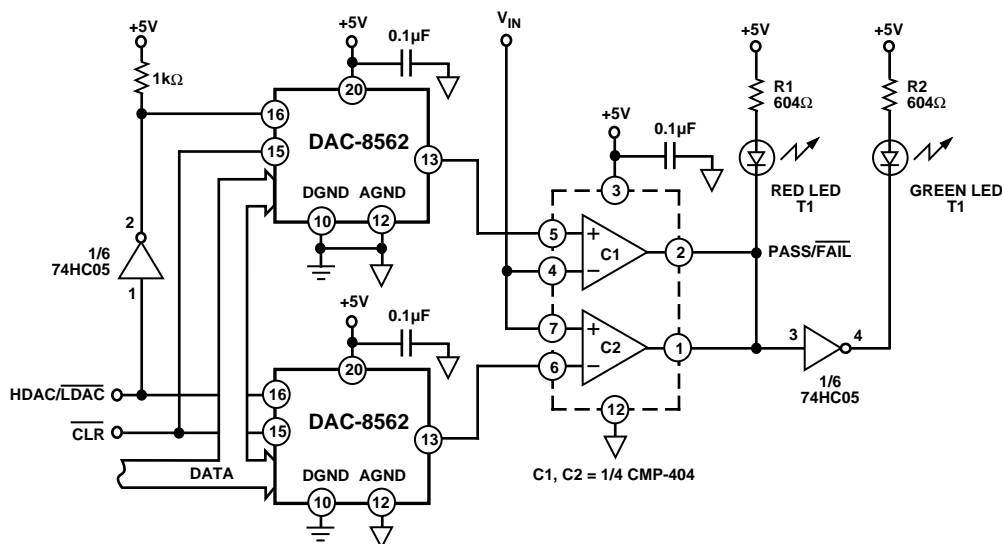 +5V
1kΩ
2
1/6
74HC05
1
HDAC/LDAC
CLR
DATA
+5V
0.1µF
20
16
15
DAC-8562
13
DGND
AGND
10
12
+5V
0.1µF
20
16
15
DAC-8562
13
DGND
AGND
10
12
VIN
+5V
0.1µF
3
5
+
4
–
C1
2
7
+
6
–
C2
1
12
C1, C2 = 1/4 CMP-404
+5V
R1
604Ω
RED LED
T1
PASS/FAIL
+5V
R2
604Ω
GREEN LED
T1
3
4
1/6
74HC05